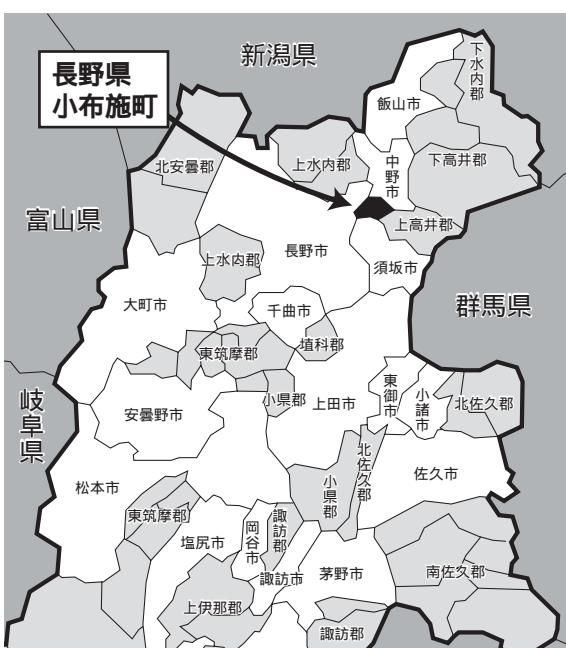 新潟県
長野県
小布施町
下水内郡
飯山市
北安曇郡
上水内郡
中野市
下高井郡
富山県
上高井郡
上水内郡
長野市
須坂市
大町市
千曲市
群馬県
東筑摩郡
埴科郡
岐阜県
安曇野市
小県郡
上田市
東御市
小諸市
北佐久郡
松本市
小県郡
北佐久郡
佐久市
東筑摩郡
塩尻市
岡谷市
諏訪郡
諏訪市
茅野市
南佐久郡
上伊那郡
諏訪郡